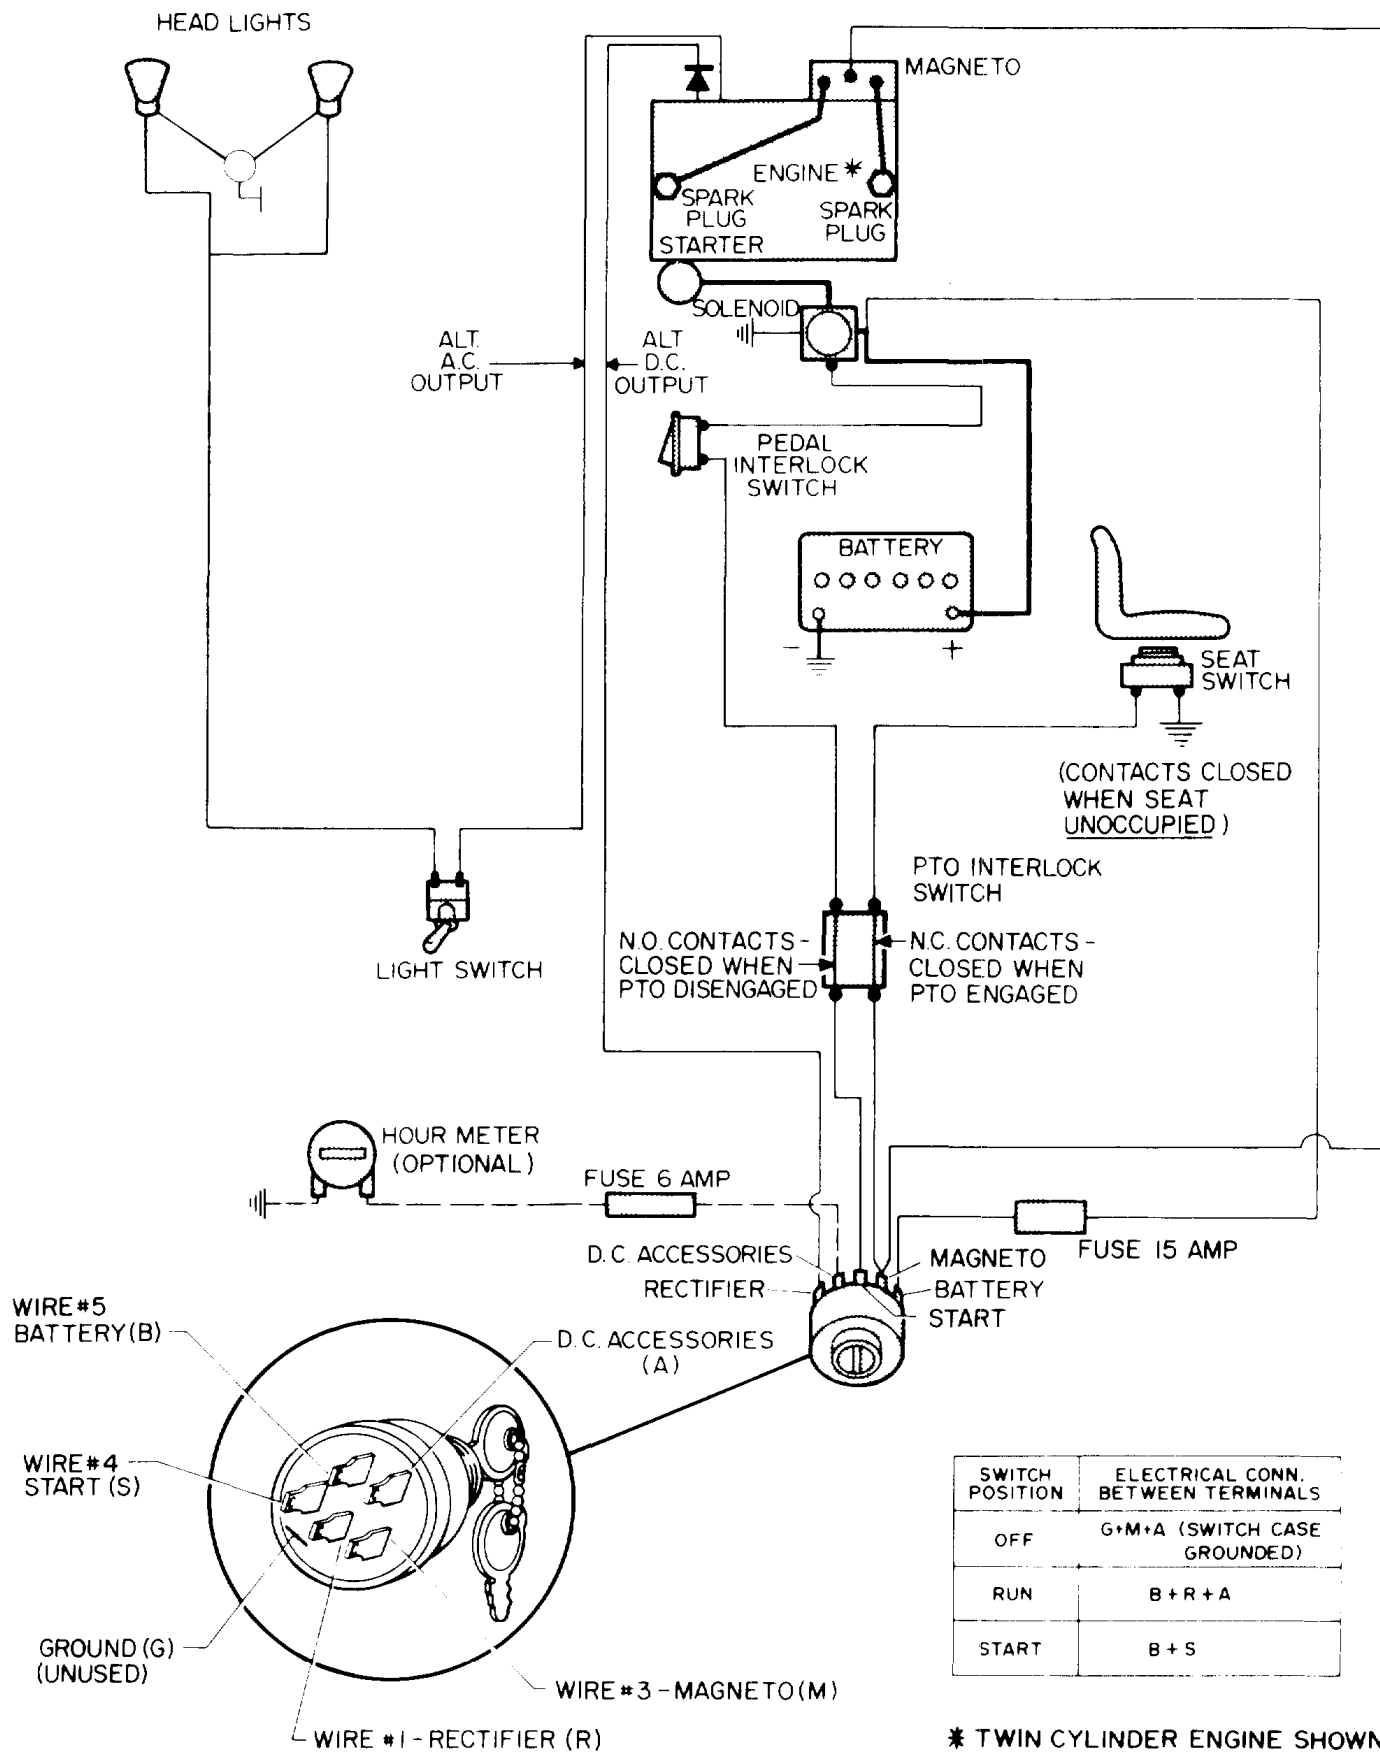 HEAD LIGHTS
MAGNETO
ENGINE *
SPARK
PLUG
SPARK
PLUG
STARTER
SOLENOID
ALT.
A.C.
OUTPUT
ALT
D.C.
OUTPUT
PEDAL
INTERLOCK
SWITCH
BATTERY
- +
SEAT
SWITCH
(CONTACTS CLOSED
WHEN SEAT
UNOCCUPIED)
PTO INTERLOCK
SWITCH
N.O. CONTACTS -
CLOSED WHEN
PTO DISENGAGED
N.C. CONTACTS -
CLOSED WHEN
PTO ENGAGED
LIGHT SWITCH
HOUR METER
(OPTIONAL)
FUSE 6 AMP
FUSE 15 AMP
D.C. ACCESSORIES
RECTIFIER
MAGNETO
BATTERY
START
WIRE #5
BATTERY (B)
D.C. ACCESSORIES
(A)
WIRE #4
START (S)
GROUND (G)
(UNUSED)
WIRE #3 - MAGNETO (M)
WIRE #1 - RECTIFIER (R)
SWITCH POSITION
ELECTRICAL CONN. BETWEEN TERMINALS
OFF G+M+A (SWITCH CASE
GROUNDED)
RUN B + R + A
START B + S
* TWIN CYLINDER ENGINE SHOWN